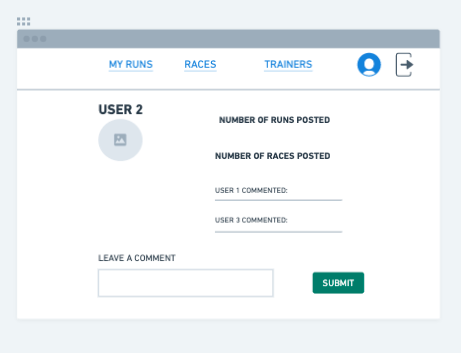 MY RUNS RACES TRAINERS
USER 2
NUMBER OF RUNS POSTED
NUMBER OF RACES POSTED
USER 1 COMMENTED:
USER 3 COMMENTED:
LEAVE A COMMENT
SUBMIT